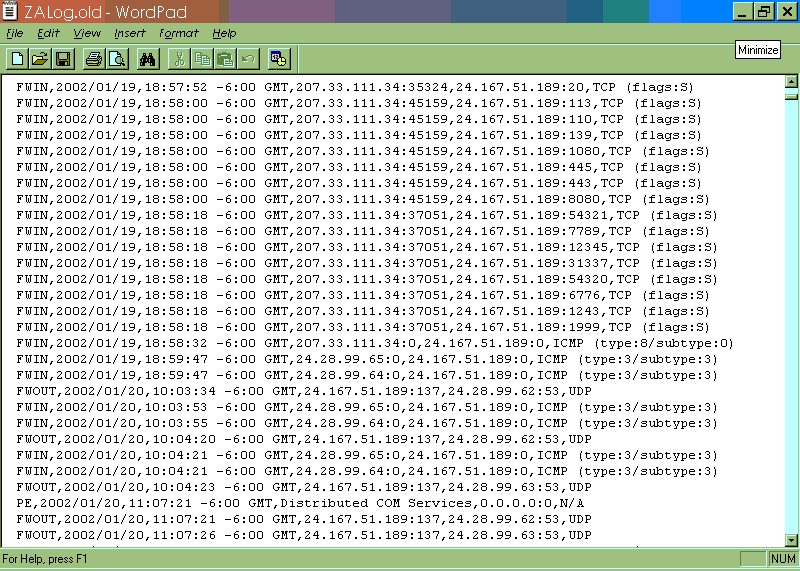 ZALog.old - WordPad
File Edit View Insert Format Help
Minimize
FWIN,2002/01/19,18:57:52 -6:00 GMT,207.33.111.34:35324,24.167.51.189:20,TCP (flags:S)
FWIN,2002/01/19,18:58:00 -6:00 GMT,207.33.111.34:45159,24.167.51.189:113,TCP (flags:S)
FWIN,2002/01/19,18:58:00 -6:00 GMT,207.33.111.34:45159,24.167.51.189:110,TCP (flags:S)
FWIN,2002/01/19,18:58:00 -6:00 GMT,207.33.111.34:45159,24.167.51.189:139,TCP (flags:S)
FWIN,2002/01/19,18:58:00 -6:00 GMT,207.33.111.34:45159,24.167.51.189:1080,TCP (flags:S)
FWIN,2002/01/19,18:58:00 -6:00 GMT,207.33.111.34:45159,24.167.51.189:445,TCP (flags:S)
FWIN,2002/01/19,18:58:00 -6:00 GMT,207.33.111.34:45159,24.167.51.189:443,TCP (flags:S)
FWIN,2002/01/19,18:58:00 -6:00 GMT,207.33.111.34:45159,24.167.51.189:8080,TCP (flags:S)
FWIN,2002/01/19,18:58:18 -6:00 GMT,207.33.111.34:37051,24.167.51.189:54321,TCP (flags:S)
FWIN,2002/01/19,18:58:18 -6:00 GMT,207.33.111.34:37051,24.167.51.189:7789,TCP (flags:S)
FWIN,2002/01/19,18:58:18 -6:00 GMT,207.33.111.34:37051,24.167.51.189:12345,TCP (flags:S)
FWIN,2002/01/19,18:58:18 -6:00 GMT,207.33.111.34:37051,24.167.51.189:31337,TCP (flags:S)
FWIN,2002/01/19,18:58:18 -6:00 GMT,207.33.111.34:37051,24.167.51.189:54320,TCP (flags:S)
FWIN,2002/01/19,18:58:18 -6:00 GMT,207.33.111.34:37051,24.167.51.189:6776,TCP (flags:S)
FWIN,2002/01/19,18:58:18 -6:00 GMT,207.33.111.34:37051,24.167.51.189:1243,TCP (flags:S)
FWIN,2002/01/19,18:58:18 -6:00 GMT,207.33.111.34:37051,24.167.51.189:1999,TCP (flags:S)
FWIN,2002/01/19,18:58:32 -6:00 GMT,207.33.111.34:0,24.167.51.189:0,ICMP (type:8/subtype:0)
FWIN,2002/01/19,18:59:47 -6:00 GMT,24.28.99.65:0,24.167.51.189:0,ICMP (type:3/subtype:3)
FWIN,2002/01/19,18:59:47 -6:00 GMT,24.28.99.64:0,24.167.51.189:0,ICMP (type:3/subtype:3)
FWOUT,2002/01/20,10:03:34 -6:00 GMT,24.167.51.189:137,24.28.99.62:53,UDP
FWIN,2002/01/20,10:03:53 -6:00 GMT,24.28.99.65:0,24.167.51.189:0,ICMP (type:3/subtype:3)
FWIN,2002/01/20,10:03:55 -6:00 GMT,24.28.99.64:0,24.167.51.189:0,ICMP (type:3/subtype:3)
FWOUT,2002/01/20,10:04:20 -6:00 GMT,24.167.51.189:137,24.28.99.62:53,UDP
FWIN,2002/01/20,10:04:21 -6:00 GMT,24.28.99.65:0,24.167.51.189:0,ICMP (type:3/subtype:3)
FWIN,2002/01/20,10:04:21 -6:00 GMT,24.28.99.64:0,24.167.51.189:0,ICMP (type:3/subtype:3)
FWOUT,2002/01/20,10:04:23 -6:00 GMT,24.167.51.189:137,24.28.99.63:53,UDP
PE,2002/01/20,11:07:21 -6:00 GMT,Distributed COM Services,0.0.0.0:0,N/A
FWOUT,2002/01/20,11:07:21 -6:00 GMT,24.167.51.189:137,24.28.99.62:53,UDP
FWOUT,2002/01/20,11:07:26 -6:00 GMT,24.167.51.189:137,24.28.99.63:53,UDP
For Help, press F1
NUM